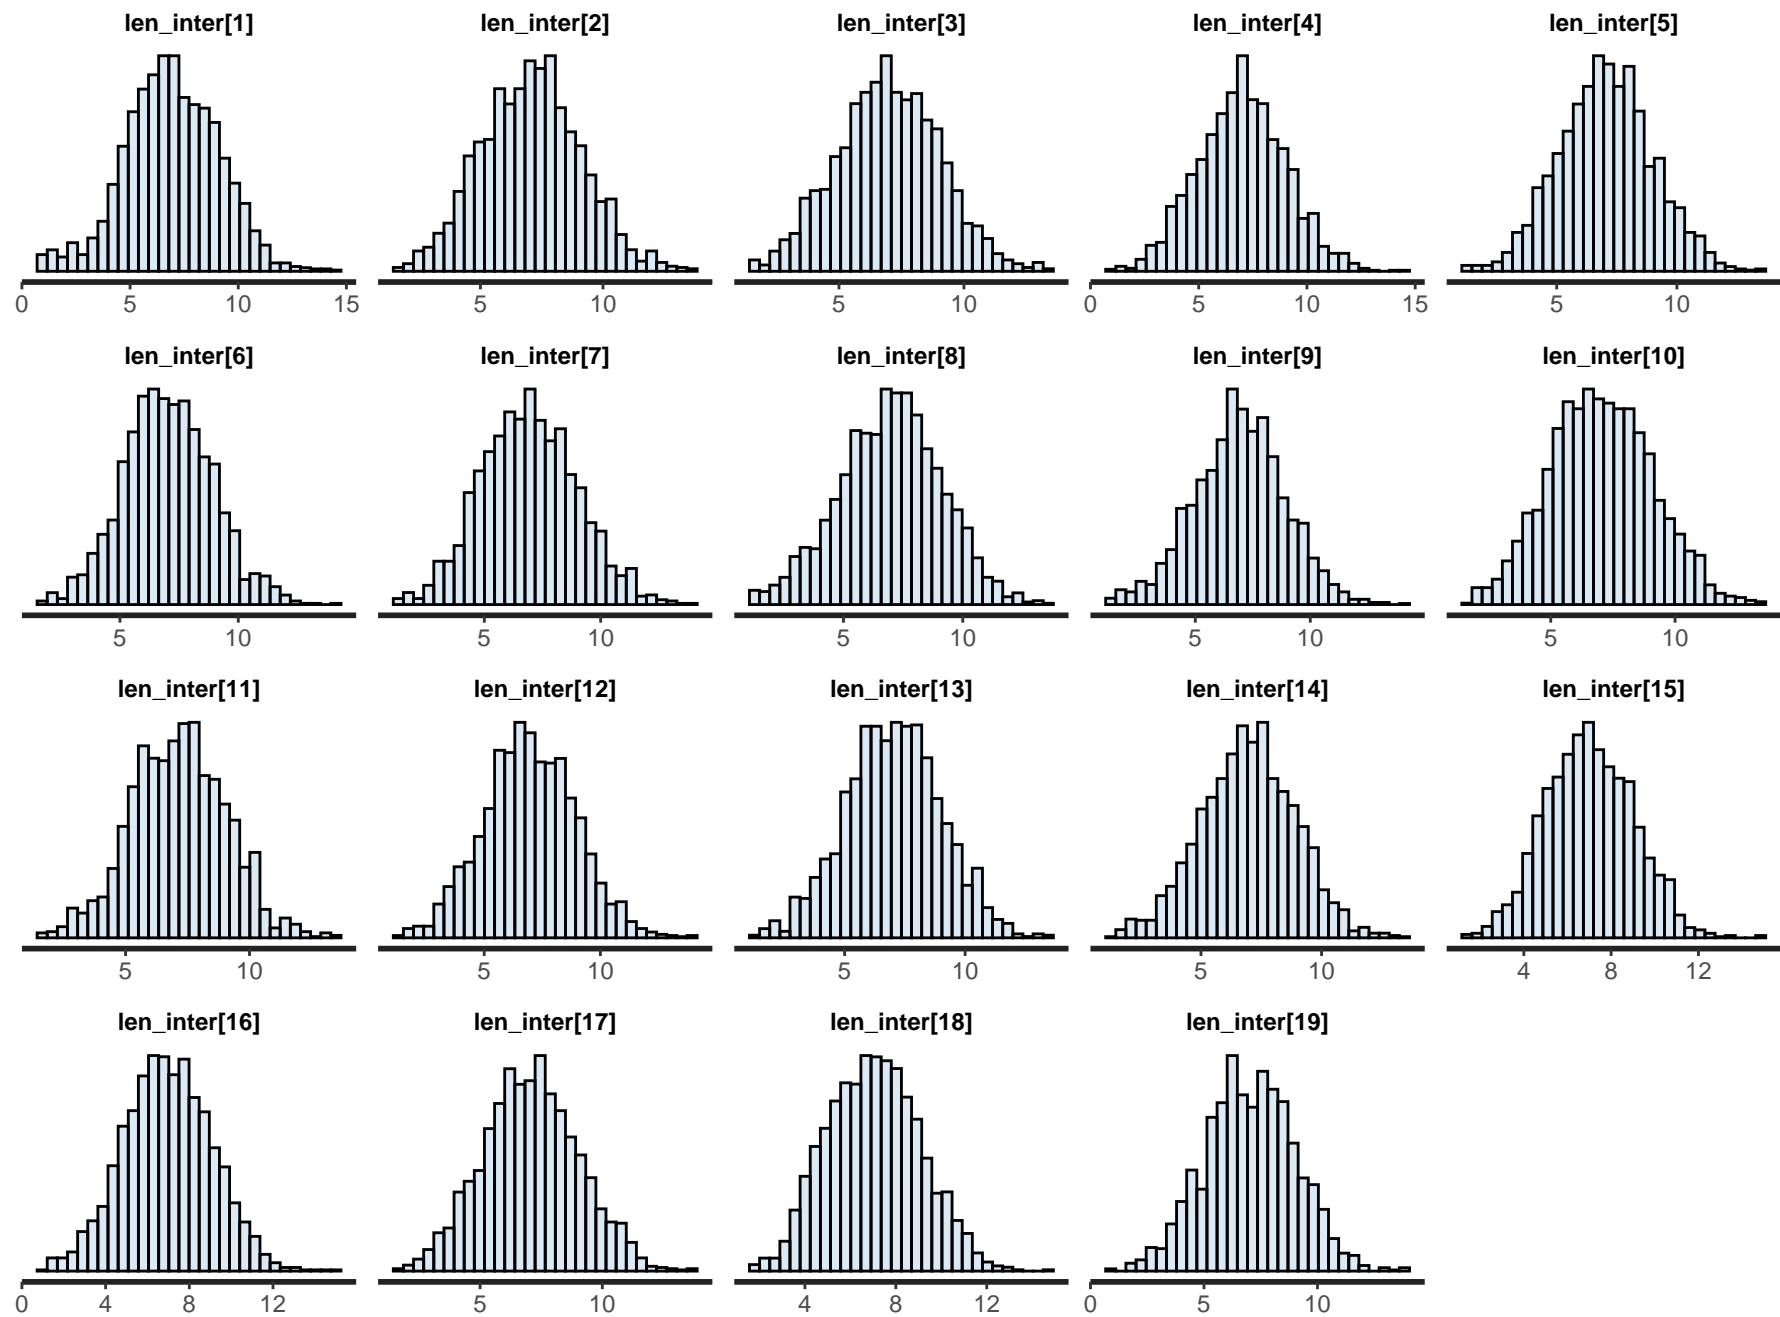 len_inter[1] len_inter[2] len_inter[3] len_inter[4] len_inter[5]
0 5 10 15 5 10 5 10 0 5 10 15 5 10
len_inter[6] len_inter[7] len_inter[8] len_inter[9] len_inter[10]
5 10 5 10 5 10 5 10 5 10
len_inter[11] len_inter[12] len_inter[13] len_inter[14] len_inter[15]
5 10 5 10 5 10 5 10 4 8 12
len_inter[16] len_inter[17] len_inter[18] len_inter[19]
0 4 8 12 5 10 4 8 12 0 5 10